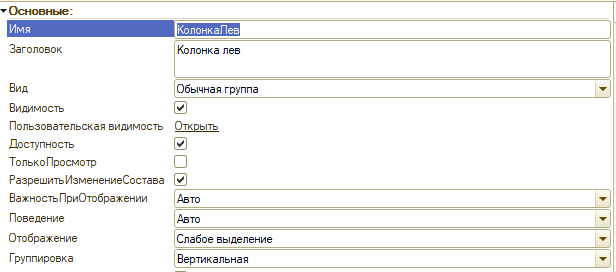 Основные:
Имя КолонкаЛев
Заголовок Колонка лев
Вид Обычная группа
Видимость
Пользовательская видимость Открыть
Доступность
ТолькоПросмотр
РазрешитьИзменениеСостава
ВажностьПриОтображении Авто
Поведение Авто
Отображение Слабое выделение
Группировка Вертикальная